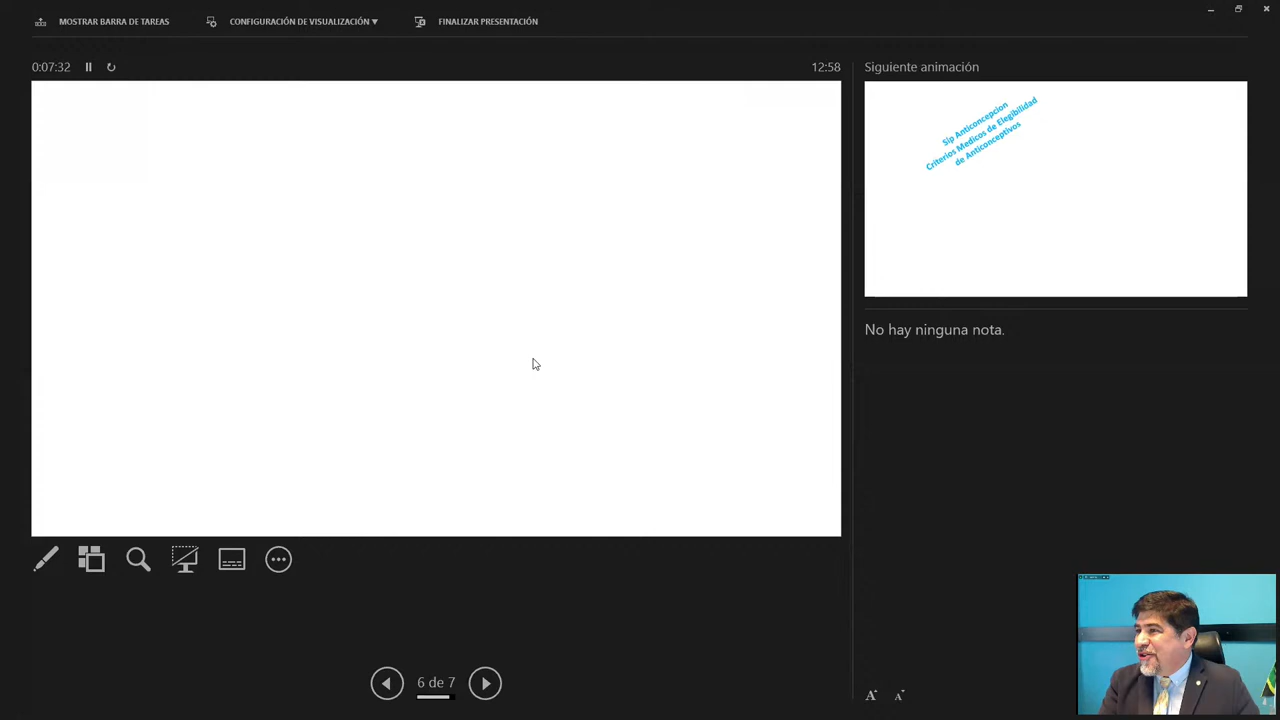 MOSTRAR BARRA DE TAREAS
CONFIGURACIÓN DE VISUALIZACIÓN
FINALIZAR PRESENTACIÓN
0:07:32
12:58
Siguiente animación
Sip Anticoncepcion
Criterios Medicos de Elegibilidad
de Anticonceptivos
No hay ninguna nota.
6 de 7
A
A